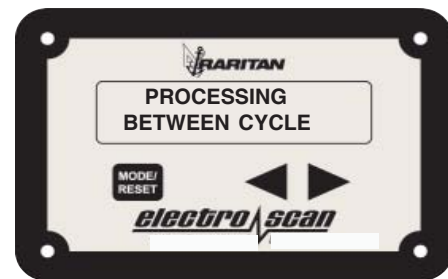 RARITAN
PROCESSING
BETWEEN CYCLE
MODE/
RESET
electro scan